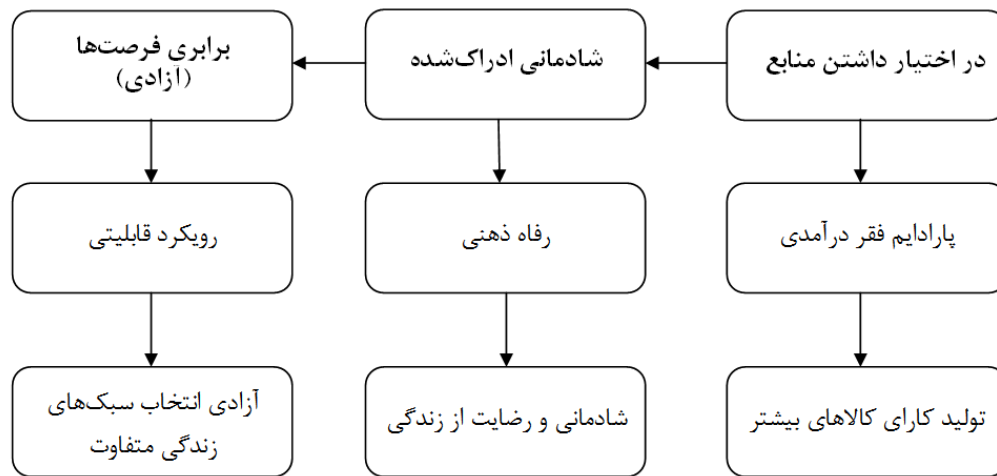 در اختیار داشتن منابع
شادمانی ادراک‌شده
برابری فرصت‌ها
(آزادی)
پارادایم فقر درآمدی
رفاه ذهنی
رویکرد قابلیتی
تولید کارای کالاهای بیشتر
شادمانی و رضایت از زندگی
آزادی انتخاب سبک‌های
زندگی متفاوت